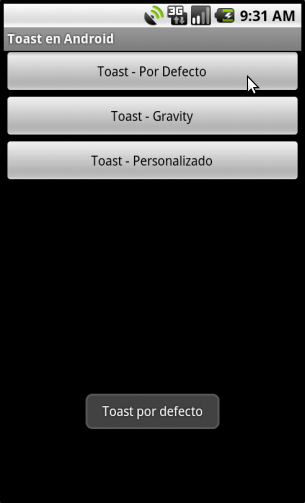 3G 9:31 AM
Toast en Android
Toast - Por Defecto
Toast - Gravity
Toast - Personalizado
Toast por defecto